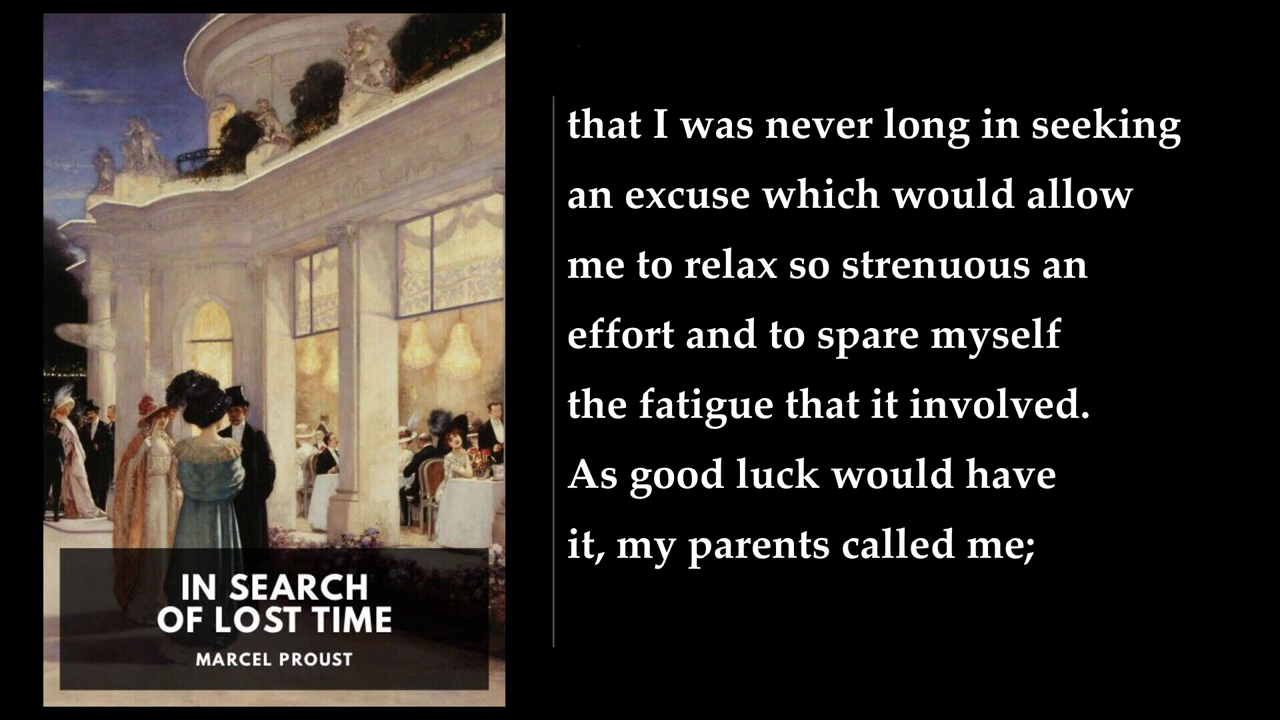 IN SEARCH
OF LOST TIME
MARCEL PROUST
that I was never long in seeking
an excuse which would allow
me to relax so strenuous an
effort and to spare myself
the fatigue that it involved.
As good luck would have
it, my parents called me;